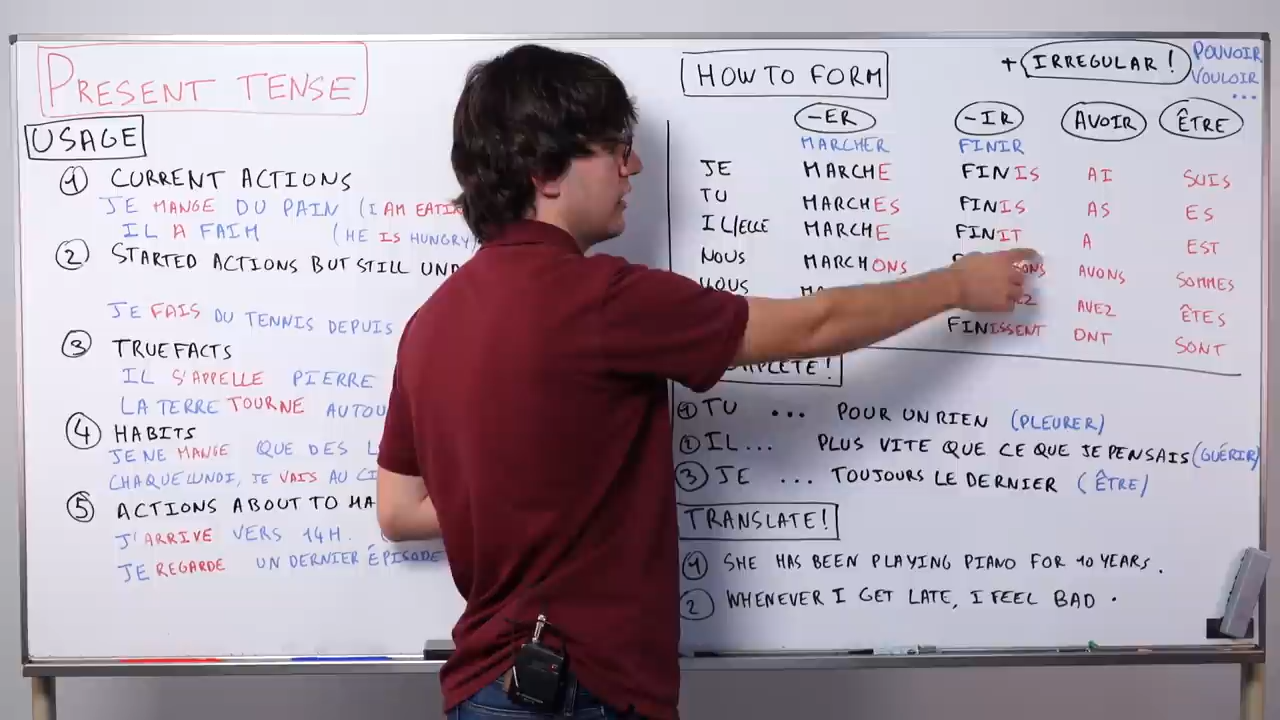 PRESENT TENSE
USAGE
1 CURRENT ACTIONS
JE MANGE DU PAIN (I AM EATIN
IL A FAIM (HE IS HUNGRY)
2 STARTED ACTIONS BUT STILL UND
JE FAIS DU TENNIS DEPUIS
3 TRUE FACTS
IL S'APPELLE PIERRE
LA TERRE TOURNE AUTOU
4 HABITS
JE NE MANGE QUE DES L
CHAQUE LUNDI, JE VAIS AU CI
5 ACTIONS ABOUT TO HA
J'ARRIVE VERS 14H.
JE REGARDE UN DERNIER ÉPISODE
HOW TO FORM
+ IRREGULAR! POUVOIR
VOULOIR
...
-ER -IR AVOIR ÊTRE
MARCHER FINIR
JE MARCHE FINIS AI SUIS
TU MARCHES FINIS AS ES
IL/ELLE MARCHE FINIT A EST
NOUS MARCHONS F ONS AVONS SOMMES
VOUS MA EZ AVEZ ÊTES
FINISSENT ONT SONT
MPLETE!
1 TU ... POUR UN RIEN (PLEURER)
2 IL... PLUS VITE QUE CE QUE JE PENSAIS (GUÉRIR)
3 JE ... TOUJOURS LE DERNIER (ÊTRE)
TRANSLATE!
1 SHE HAS BEEN PLAYING PIANO FOR 10 YEARS.
2 WHENEVER I GET LATE, I FEEL BAD.